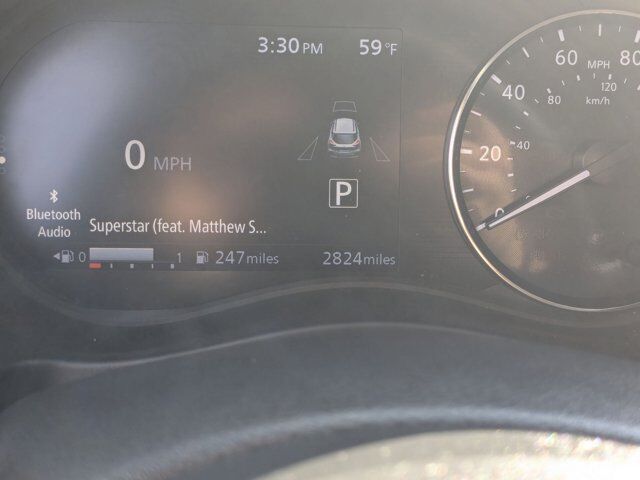 3:30 PM 59 °F
0 MPH
P
Bluetooth
Audio
Superstar (feat. Matthew S...
0 1 247 miles 2824 miles
0
20
40
60
80
MPH
40
80
120
km/h